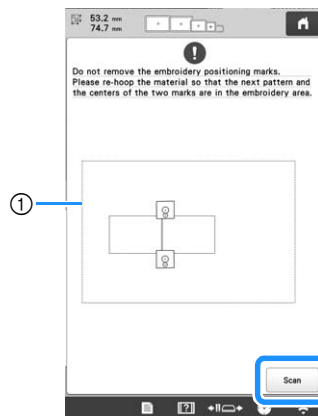 53.2 mm
74.7 mm
Do not remove the embroidery positioning marks.
Please re-hoop the material so that the next pattern and
the centers of the two marks are in the embroidery area.
①
Scan